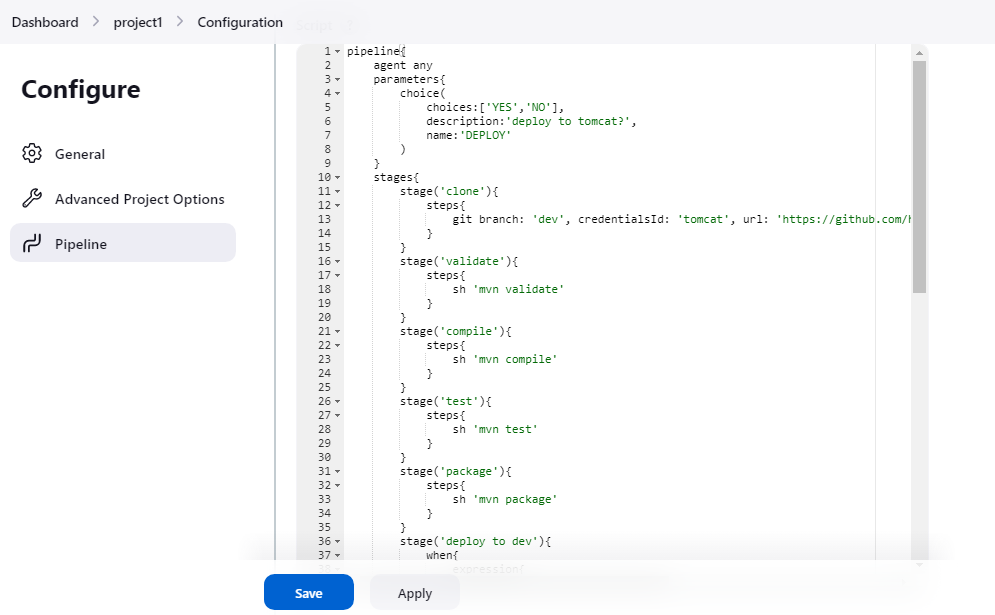 Dashboard > project1 > Configuration
Script
Configure
General
Advanced Project Options
Pipeline
1 pipeline{
2 agent any
3 parameters{
4 choice(
5 choices:['YES','NO'],
6 description:'deploy to tomcat?',
7 name:'DEPLOY'
8 )
9 }
10 stages{
11 stage('clone'){
12 steps{
13 git branch: 'dev', credentialsId: 'tomcat', url: 'https://github.com/
14 }
15 }
16 stage('validate'){
17 steps{
18 sh 'mvn validate'
19 }
20 }
21 stage('compile'){
22 steps{
23 sh 'mvn compile'
24 }
25 }
26 stage('test'){
27 steps{
28 sh 'mvn test'
29 }
30 }
31 stage('package'){
32 steps{
33 sh 'mvn package'
34 }
35 }
36 stage('deploy to dev'){
37 when{
38 expression{
Save
Apply